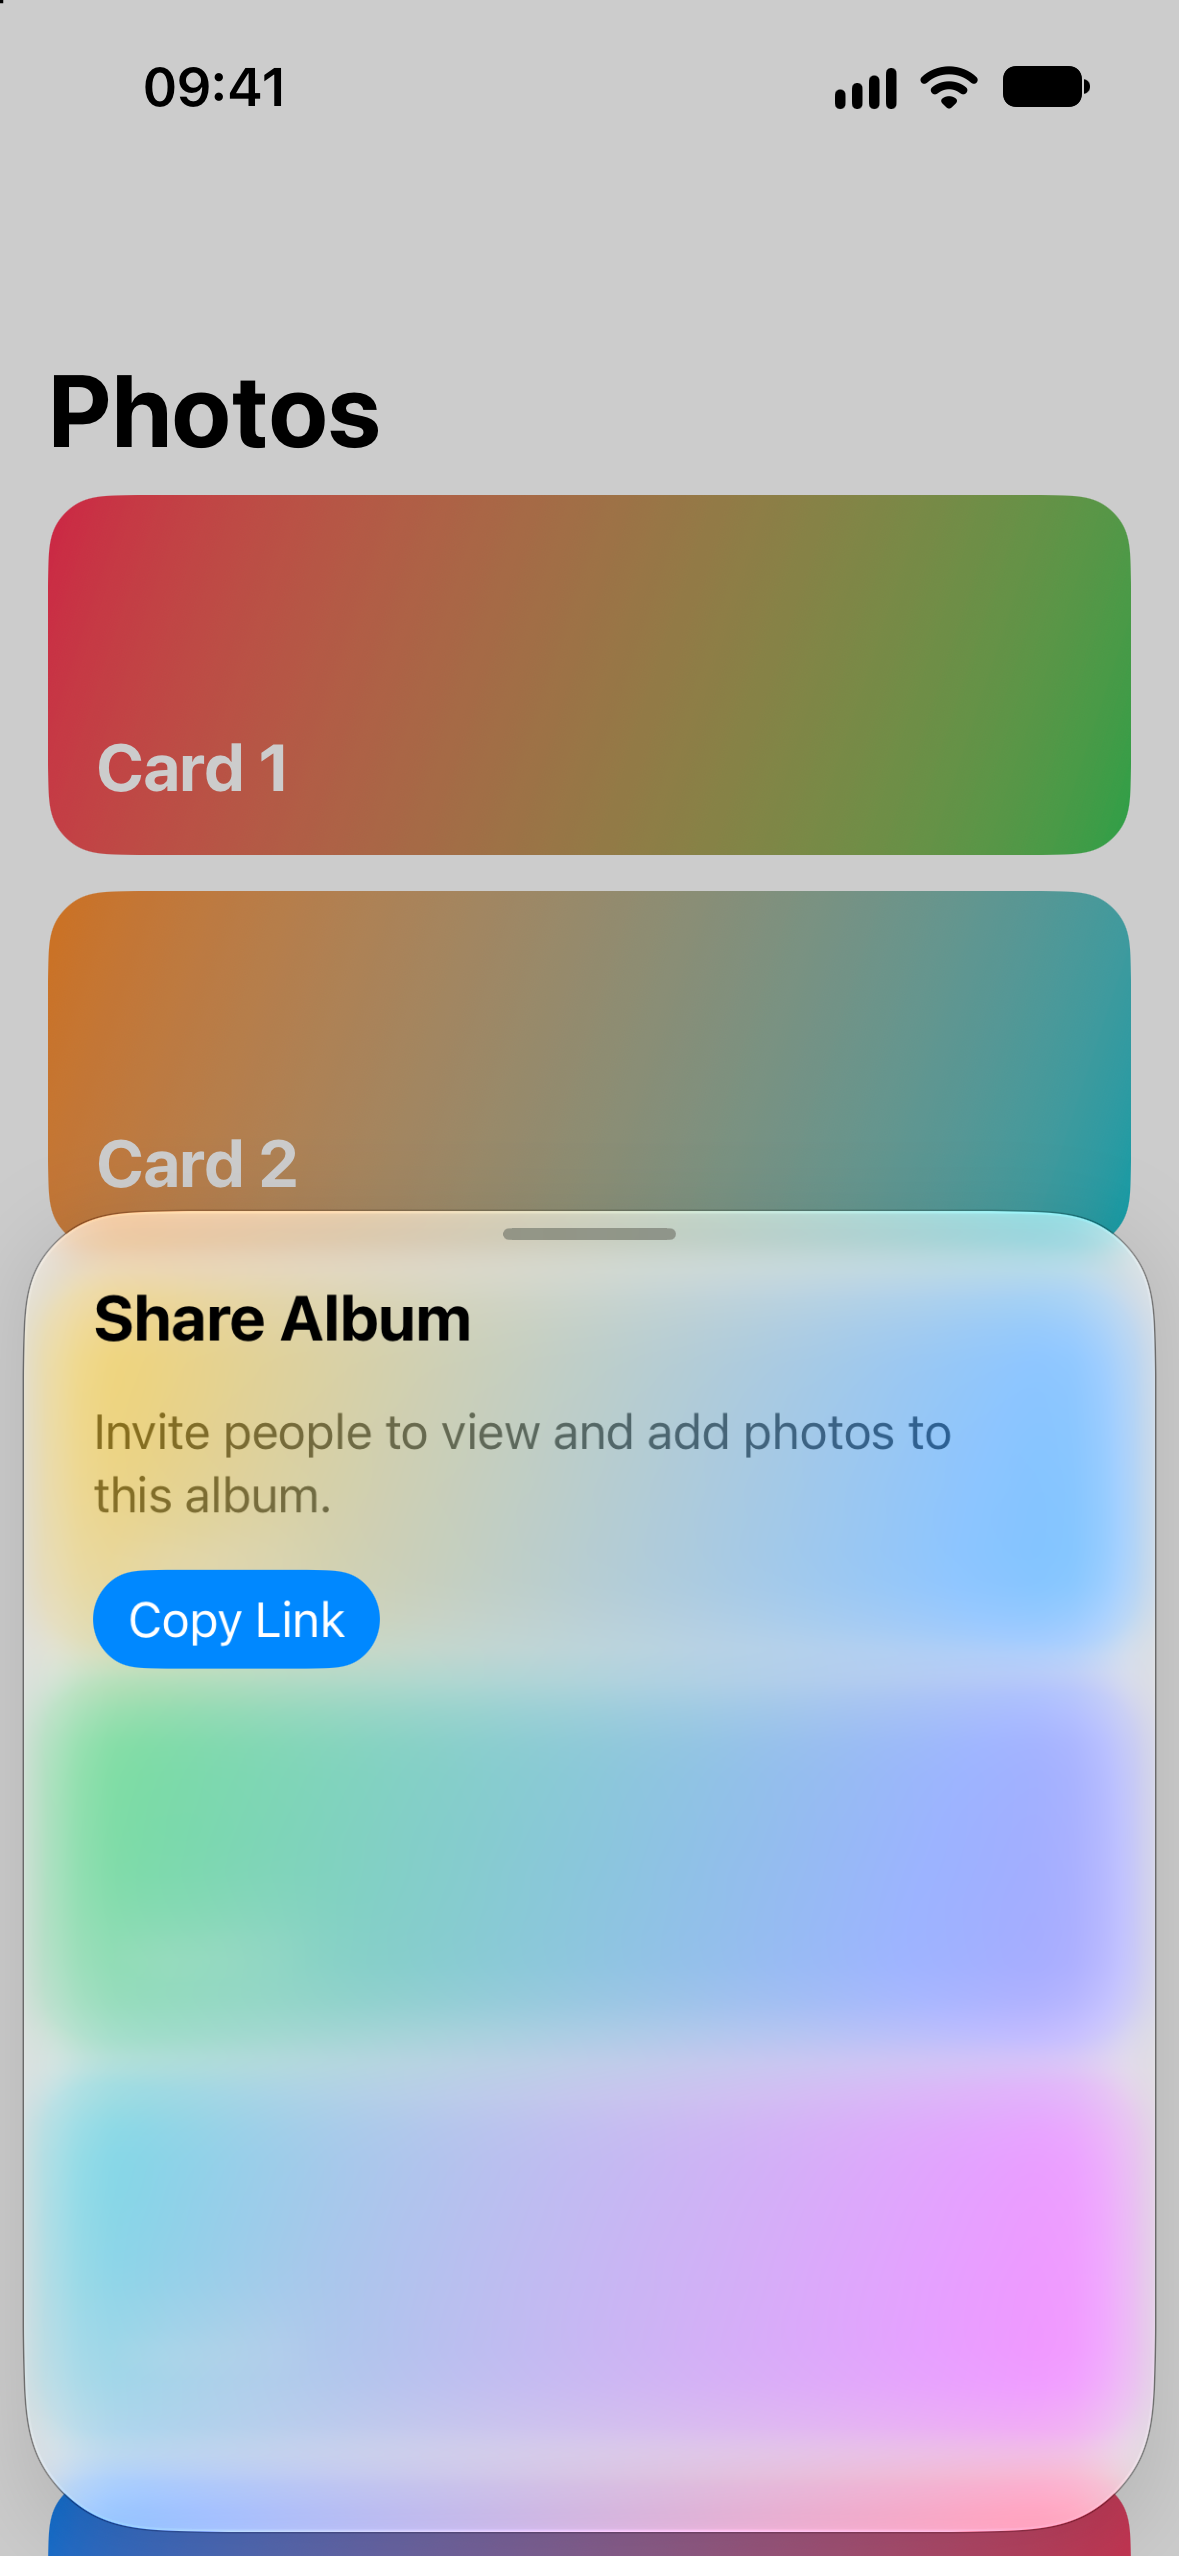 09:41
Photos
Card 1
Card 2
Share Album
Invite people to view and add photos to
this album.
Copy Link